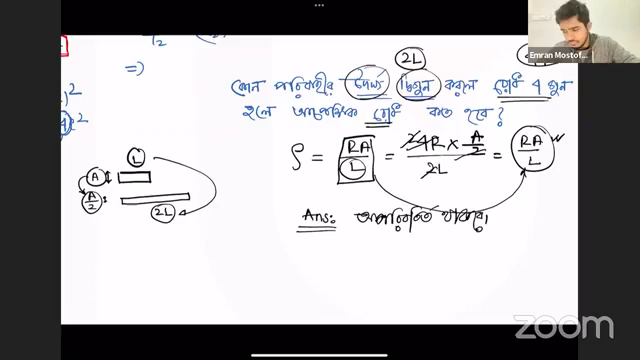 Emran Mostof...
=)
2L
কোন পরিবাহীর দৈর্ঘ্য দ্বিগুন করলে রোধ 4 গুন
হলে আপেক্ষিক রোধ কত হবে?
ρ = RA/L = (4R × A/2)/2L = RA/L
L
A
A/2
2L
Ans: অপরিবর্তিত থাকবে।
zoom